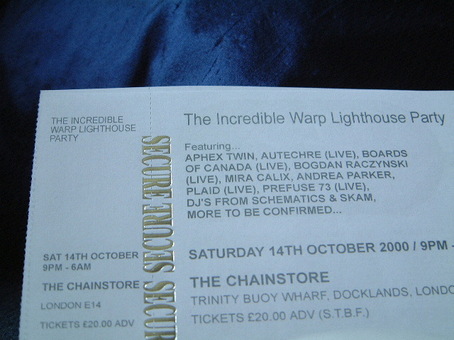 THE INCREDIBLE
WARP LIGHTHOUSE
PARTY
SAT 14TH OCTOBER
9PM - 6AM
THE CHAINSTORE
LONDON E14
TICKETS £20.00 ADV
SECURE SECURE SECURE SECUR
The Incredible Warp Lighthouse Party
Featuring...
APHEX TWIN, AUTECHRE (LIVE), BOARDS
OF CANADA (LIVE), BOGDAN RACZYNSKI
(LIVE), MIRA CALIX, ANDREA PARKER,
PLAID (LIVE), PREFUSE 73 (LIVE),
DJ'S FROM SCHEMATICS & SKAM,
MORE TO BE CONFIRMED...
SATURDAY 14TH OCTOBER 2000 / 9PM -
THE CHAINSTORE
TRINITY BUOY WHARF, DOCKLANDS, LONDO
TICKETS £20.00 ADV (S.T.B.F.)